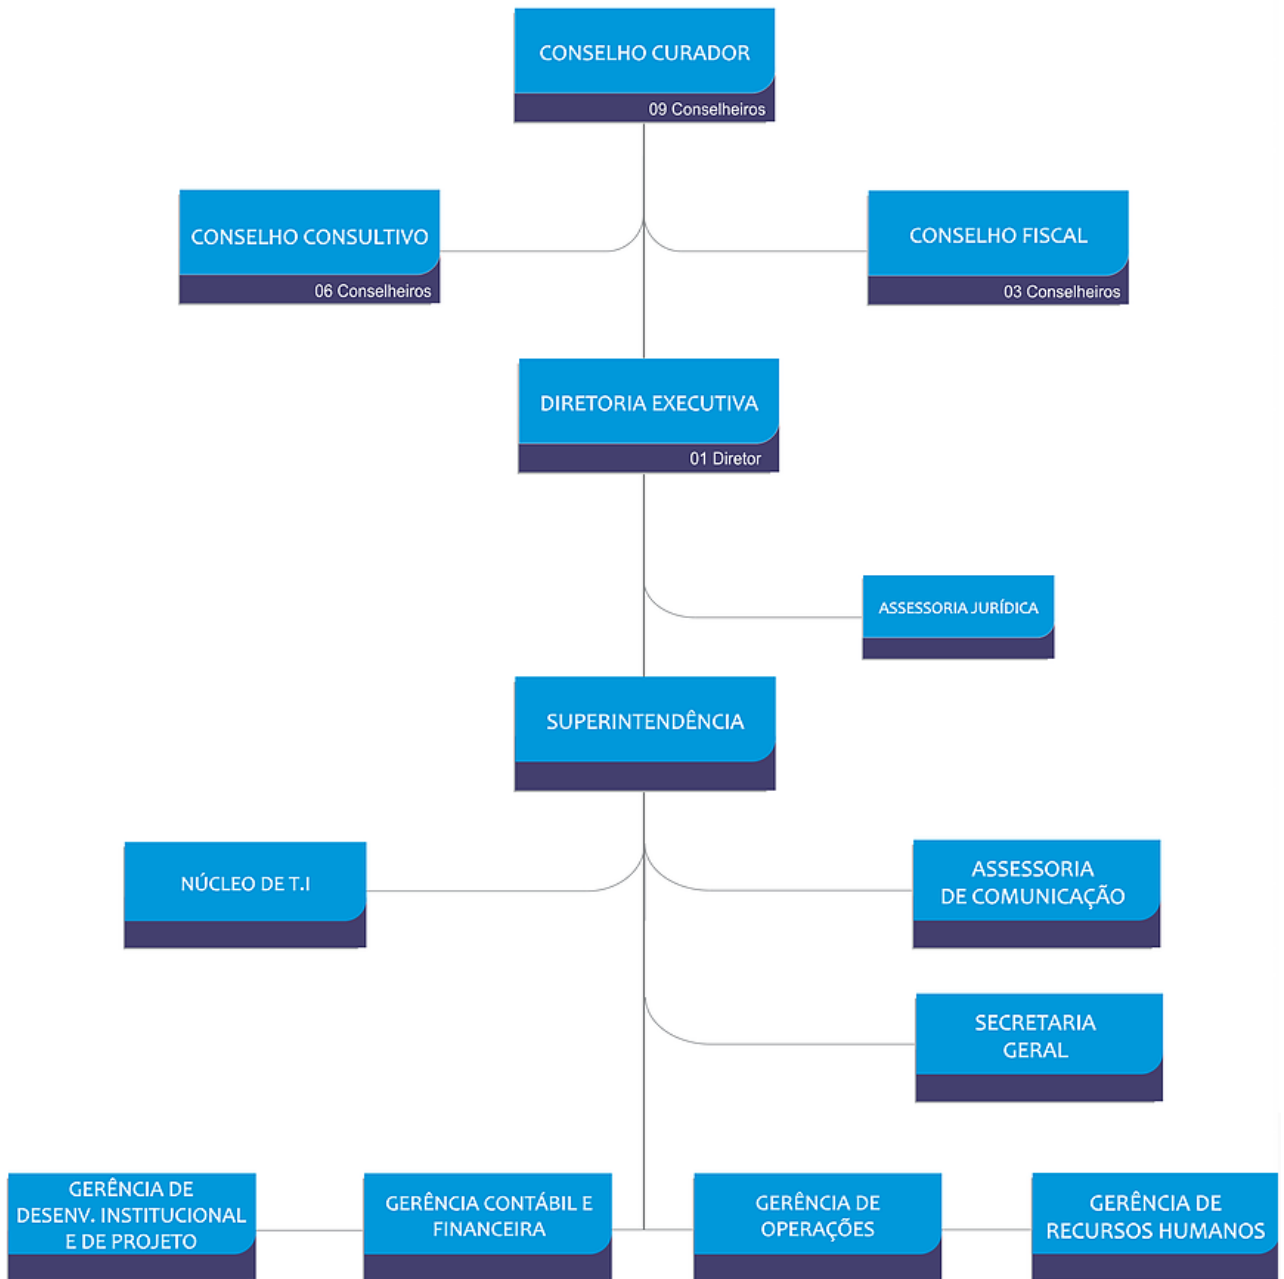 CONSELHO CURADOR
09 Conselheiros
CONSELHO CONSULTIVO
06 Conselheiros
CONSELHO FISCAL
03 Conselheiros
DIRETORIA EXECUTIVA
01 Diretor
ASSESSORIA JURÍDICA
SUPERINTENDÊNCIA
NÚCLEO DE T.I
ASSESSORIA
DE COMUNICAÇÃO
SECRETARIA
GERAL
GERÊNCIA DE
DESENV. INSTITUCIONAL
E DE PROJETO
GERÊNCIA CONTÁBIL E
FINANCEIRA
GERÊNCIA DE
OPERAÇÕES
GERÊNCIA DE
RECURSOS HUMANOS